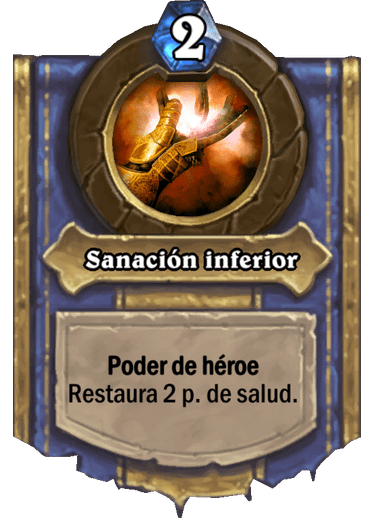 2
Sanación inferior
Poder de héroe
Restaura 2 p. de salud.